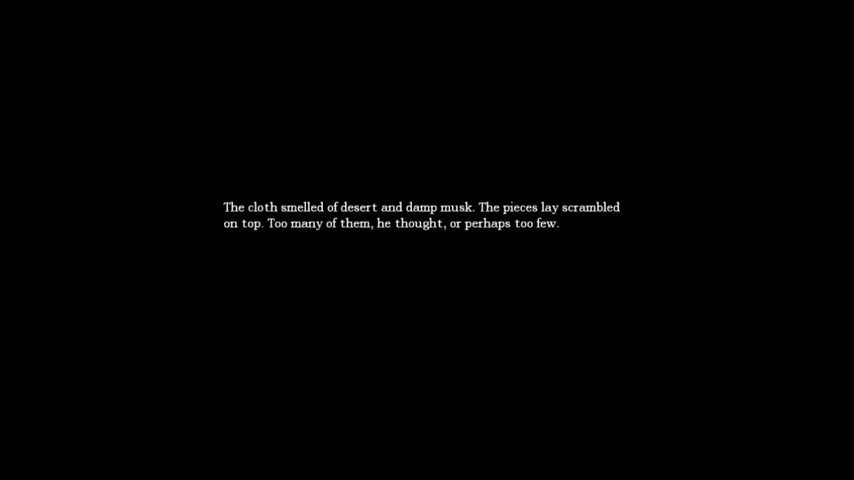 The cloth smelled of desert and damp musk. The pieces lay scrambled
on top. Too many of them, he thought, or perhaps too few.